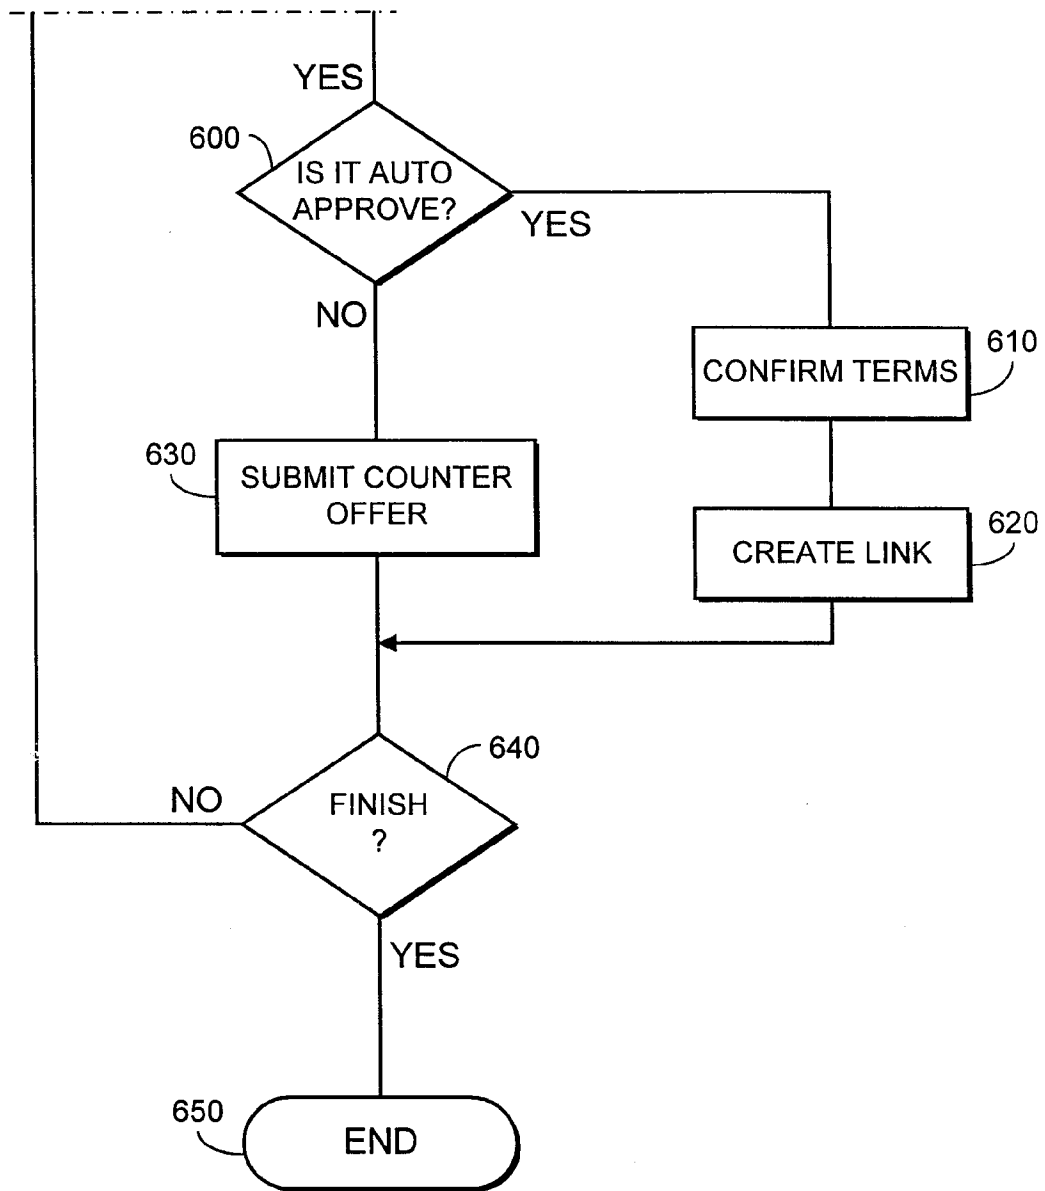 YES
600
IS IT AUTO
APPROVE?
YES
NO
610
CONFIRM TERMS
630
SUBMIT COUNTER
OFFER
620
CREATE LINK
640
FINISH
?
NO
YES
650
END